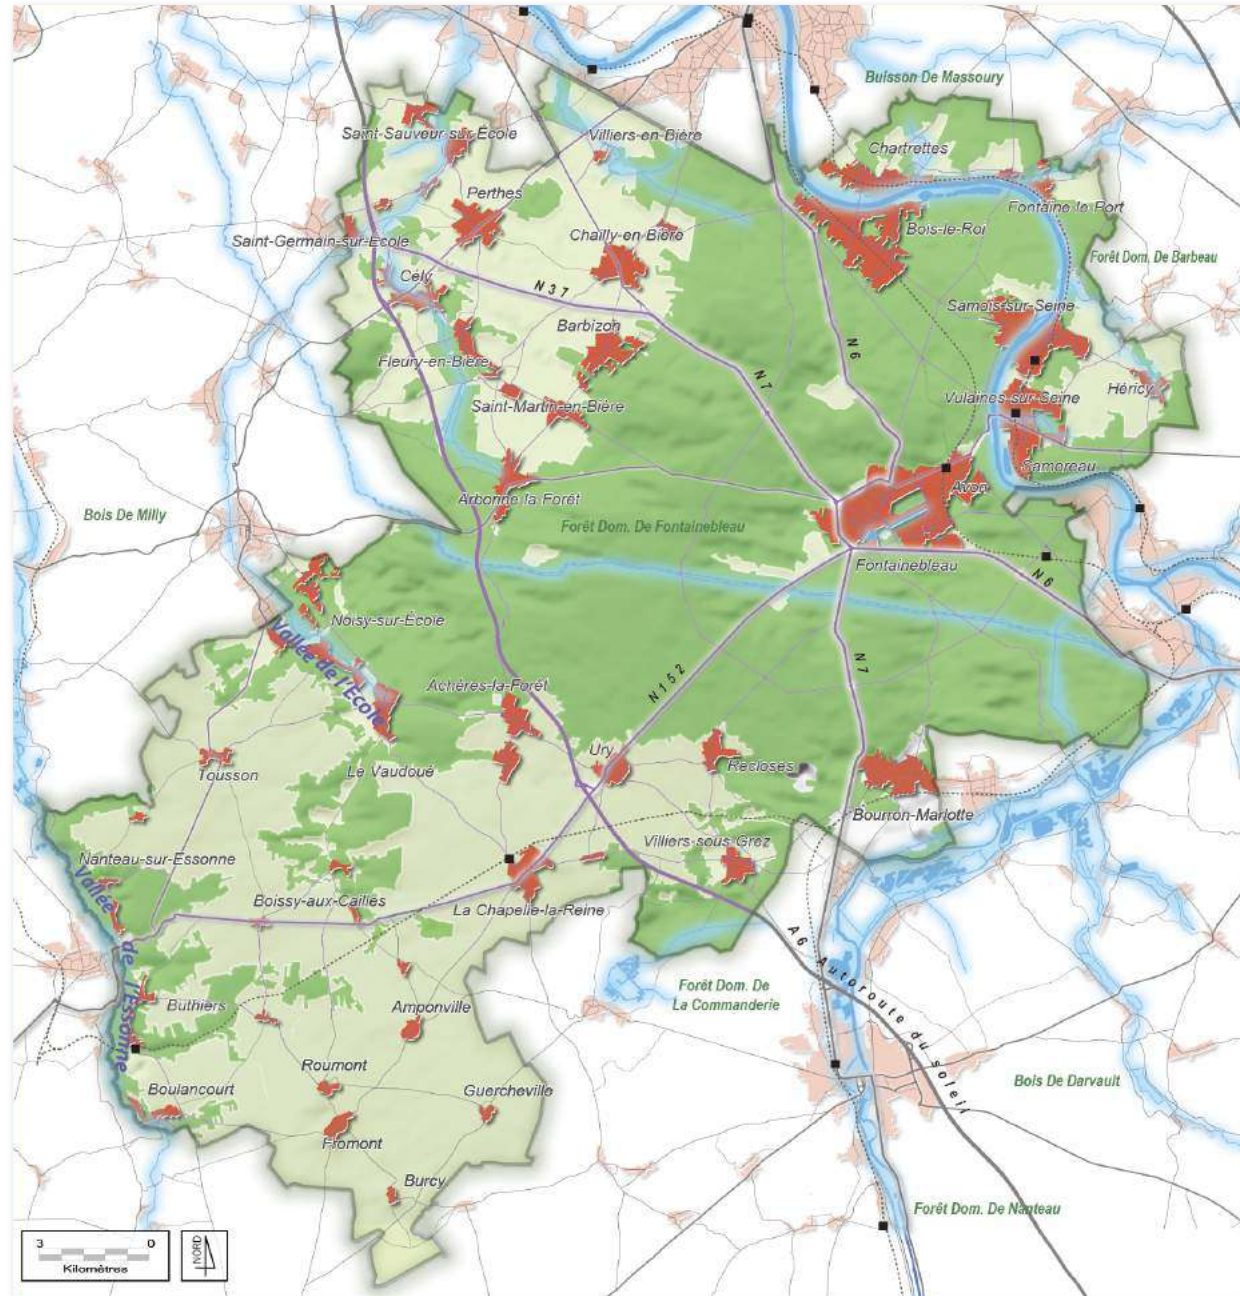 Buisson De Massoury
Saint-Sauveur sur École
Villiers-en-Bière
Chartrettes
Perthes
Fontaine le Port
Saint-Germain-sur-École
Chailly-en-Bière
Bois-le-Roi
Forêt Dom. De Barbeau
Cély
N37
Samois-sur-Seine
Barbizon
N6
Fleury-en-Bière
N7
Héricy
Saint-Martin-en-Bière
Vulaines-sur-Seine
Samoreau
Arbonne la Forêt
Avon
Bois De Milly
Forêt Dom. De Fontainebleau
Fontainebleau
N6
Noisy-sur-École
Vallée de l'École
N7
Achères-la-Forêt
N152
Ury
Recloses
Tousson
Le Vaudoué
Bourron-Marlotte
Villiers-sous-Grez
Nanteau-sur-Essonne
Boissy-aux-Cailles
La Chapelle-la-Reine
Vallée de l'Essonne
A6 Autoroute du soleil
Forêt Dom. De
La Commanderie
Buthiers
Amponville
Roumont
Bois De Darvault
Boulancourt
Guercheville
Fromont
Burcy
Forêt Dom. De Nanteau
3 0
Kilomètres
NORD